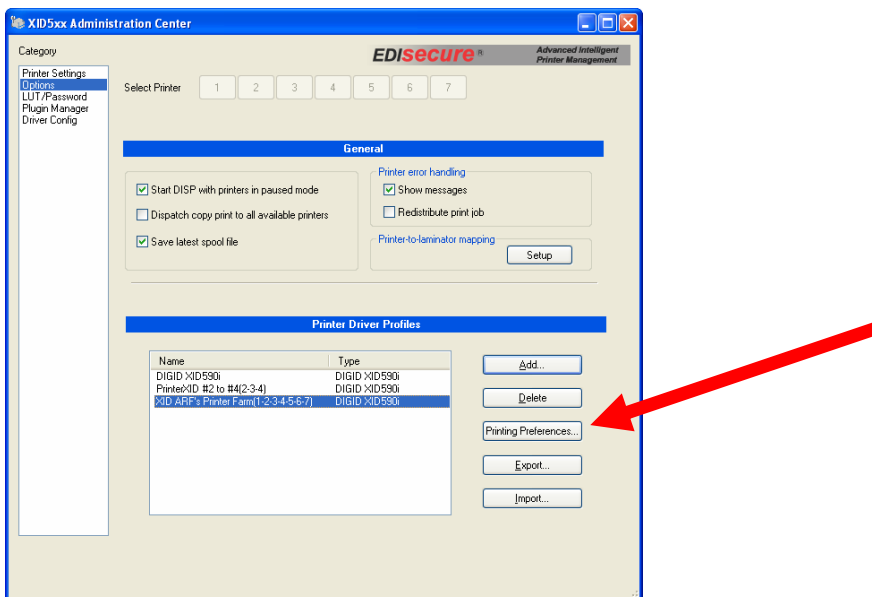 XID5xx Administration Center
Category
EDIsecure®
Advanced Intelligent
Printer Management
Printer Settings
Options
LUT/Password
Plugin Manager
Driver Config
Select Printer 1 2 3 4 5 6 7
General
Start DISP with printers in paused mode
Dispatch copy print to all available printers
Save latest spool file
Printer error handling
Show messages
Redistribute print job
Printer-to-laminator mapping
Setup
Printer Driver Profiles
Name Type
DIGID XID590i DIGID XID590i
PrinterXID #2 to #4(2-3-4) DIGID XID590i
XID ARF's Printer Farm(1-2-3-4-5-6-7) DIGID XID590i
Add...
Delete
Printing Preferences...
Export...
Import...